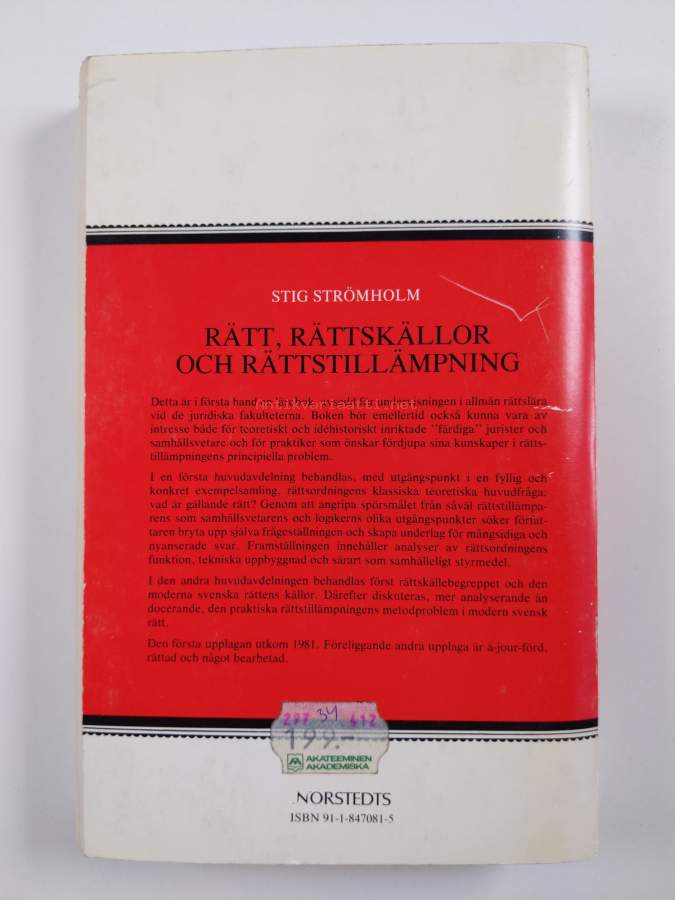 STIG STRÖMHOLM
RÄTT, RÄTTSKÄLLOR
OCH RÄTTSTILLÄMPNING
Detta är i första hand en lärobok, avsedd för undervisningen i allmän rättslära
vid de juridiska fakulteterna. Boken bör emellertid också kunna vara av
intresse både för teoretiskt och idéhistoriskt inriktade "färdiga" jurister och
samhällsvetare och för praktiker som önskar fördjupa sina kunskaper i rätts-
tillämpningens principiella problem.
I en första huvudavdelning behandlas, med utgångspunkt i en fyllig och
konkret exempelsamling, rättsordningens klassiska teoretiska huvudfråga:
vad är gällande rätt? Genom att angripa spörsmålet från såväl rättstillämpa-
rens som samhällsvetarens och logikerns olika utgångspunkter söker förfat-
taren bryta upp själva frågeställningen och skapa underlag för mångsidiga och
nyanserade svar. Framställningen innehåller analyser av rättsordningens
funktion, tekniska uppbyggnad och särart som samhälleligt styrmedel.
I den andra huvudavdelningen behandlas först rättskällebegreppet och den
moderna svenska rättens källor. Därefter diskuteras, mer analyserande än
docerande, den praktiska rättstillämpningens metodproblem i modern svensk
rätt.
Den första upplagan utkom 1981. Föreliggande andra upplaga är à-jour-förd,
rättad och något bearbetad.
297 34 412
199.-
AKATEEMINEN
AKADEMISKA
NORSTEDTS
ISBN 91-1-847081-5